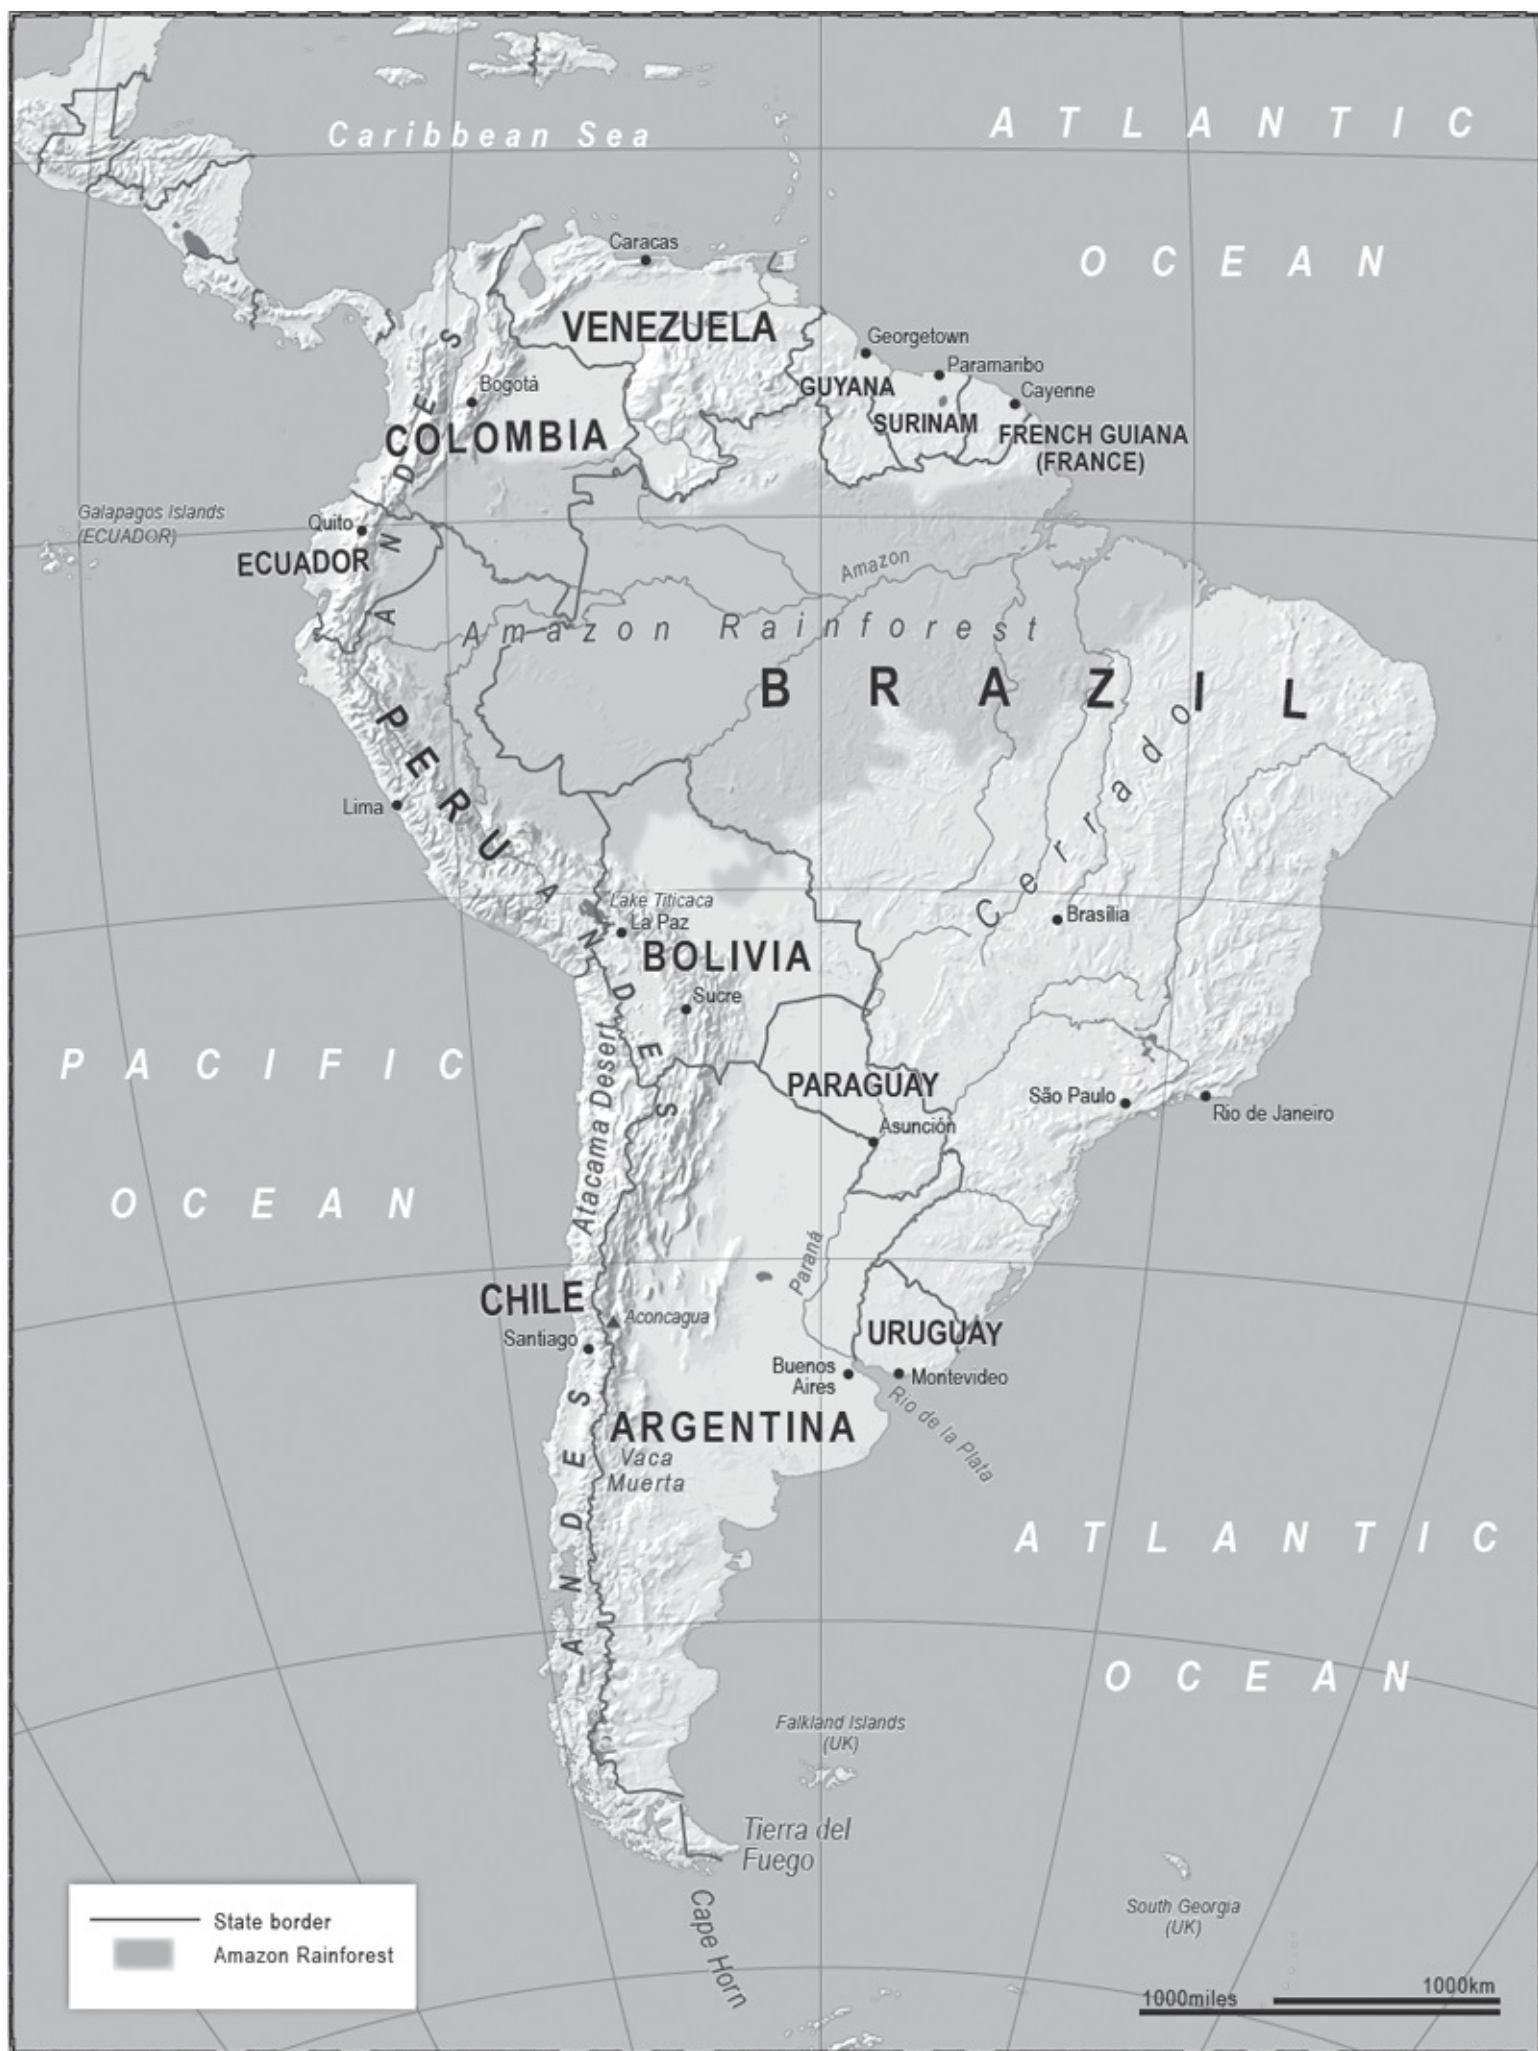 Caribbean Sea
ATLANTIC
OCEAN
Caracas
VENEZUELA
Georgetown
Paramaribo
Cayenne
GUYANA
SURINAM
FRENCH GUIANA
(FRANCE)
Bogotá
COLOMBIA
ANDES
Galapagos Islands
(ECUADOR)
Quito
ECUADOR
Amazon
Amazon Rainforest
BRAZIL
PERU
Lima
Cerrado
Brasília
Lake Titicaca
La Paz
BOLIVIA
Sucre
ANDES
PACIFIC
OCEAN
Atacama Desert
PARAGUAY
Asunción
São Paulo
Rio de Janeiro
Paraná
CHILE
Santiago
Aconcagua
URUGUAY
Buenos
Aires
Montevideo
Rio de la Plata
ARGENTINA
Vaca
Muerta
ANDES
ATLANTIC
OCEAN
Falkland Islands
(UK)
Tierra del
Fuego
Cape Horn
South Georgia
(UK)
State border
Amazon Rainforest
1000km
1000miles